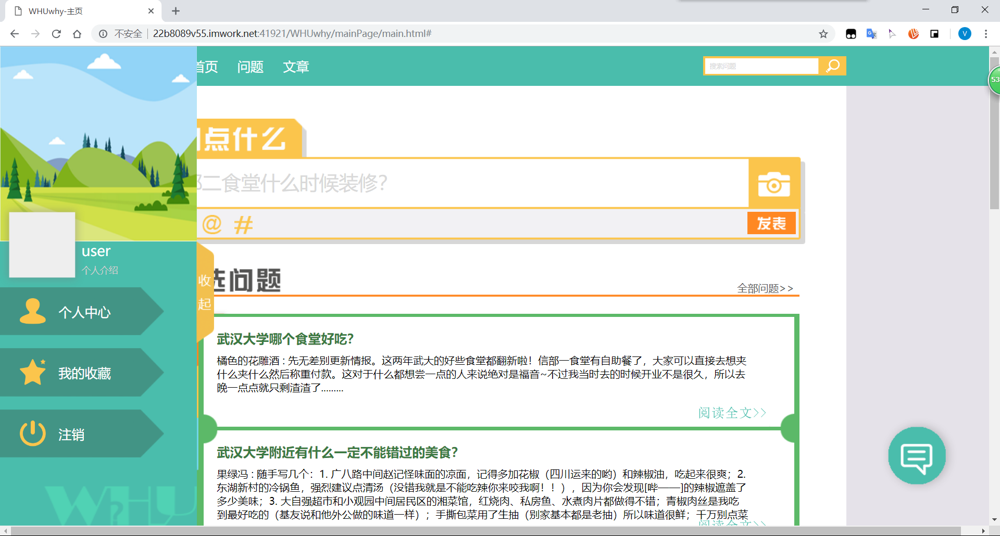 WHUwhy-主页
不安全
22b8089v55.imwork.net:41921/WHUwhy/mainPage/main.html#
V
首页 问题 文章
搜索问题
53
点什么
二食堂什么时候装修？
@ #
发表
user
个人介绍
收起
选问题
全部问题>>
个人中心
我的收藏
注销
WHU
?
武汉大学哪个食堂好吃？
橘色的花雕酒 : 先无差别更新情报。这两年武大的好些食堂都翻新啦！信部一食堂有自助餐了，大家可以直接去想夹
什么夹什么然后称重付款。这对于什么都想尝一点的人来说绝对是福音~不过我当时去的时候开业不是很久，所以去
晚一点点就只剩渣渣了.........
阅读全文>>
武汉大学附近有什么一定不能错过的美食？
果绿冯 : 随手写几个：1. 广八路中间赵记怪味面的凉面，记得多加花椒（四川运来的哟）和辣椒油，吃起来很爽；2.
东湖新村的冷锅鱼，强烈建议点清汤（没错我就是不能吃辣你来咬我啊！！），因为你会发现[哔——]的辣椒遮盖了
多少美味；3. 大自强超市和小观园中间居民区的湘菜馆，红烧肉、私房鱼、水煮肉片都做得不错；青椒肉丝是我吃
到最好吃的（基友说和他外公做的味道一样）；手撕包菜用了生抽（别家基本都是老抽）所以味道很鲜；千万别点菜
阅读全文>>